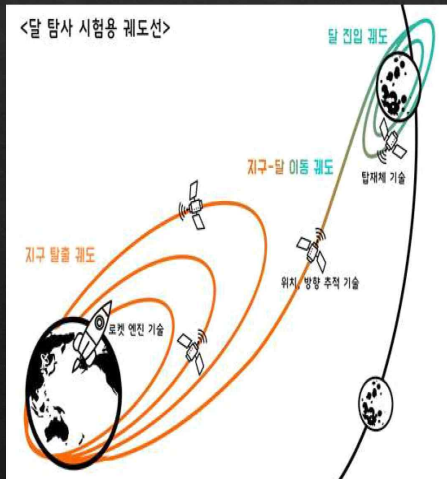 <달 탐사 시험용 궤도선>
달 진입 궤도
지구-달 이동 궤도
탑재체 기술
지구 탈출 궤도
위치, 방향 추적 기술
로켓 엔진 기술